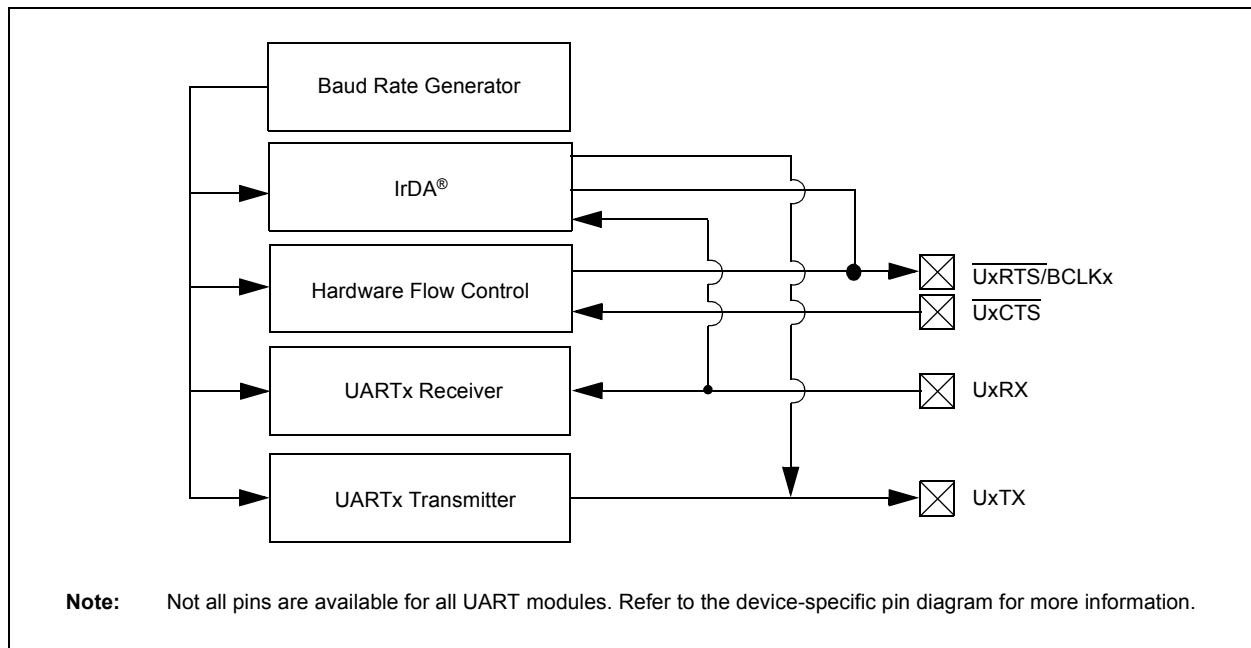 Baud Rate Generator
IrDA®
Hardware Flow Control
UARTx Receiver
UARTx Transmitter
UxRTS/BCLKx
UxCTS
UxRX
UxTX
Note: Not all pins are available for all UART modules. Refer to the device-specific pin diagram for more information.